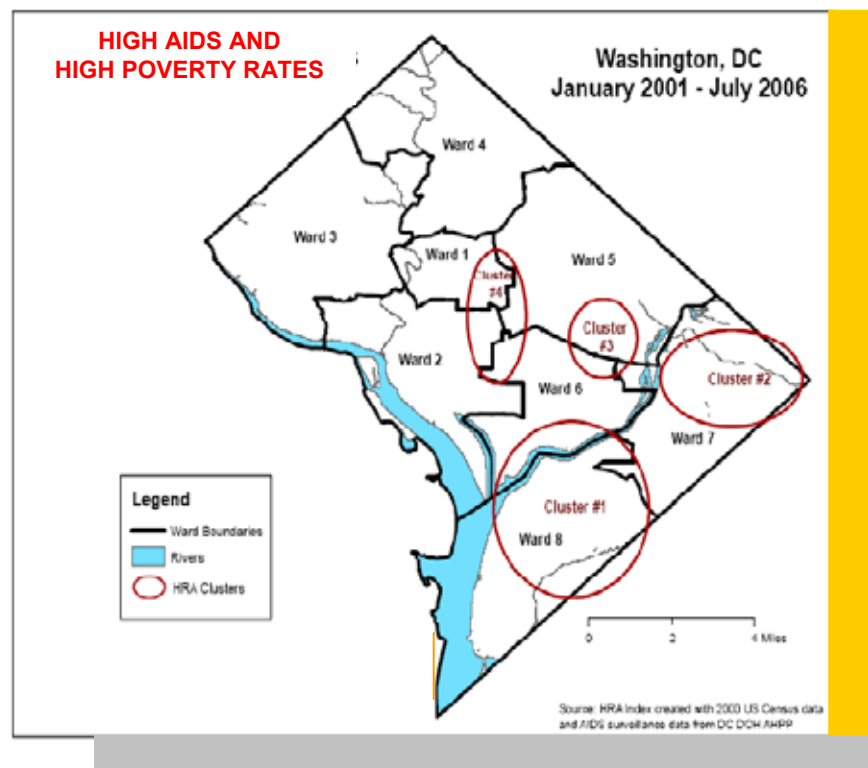 HIGH AIDS AND
HIGH POVERTY RATES
Washington, DC
January 2001 - July 2006
Ward 4
Ward 3
Ward 1
Ward 5
Cluster
#4
Cluster
#3
Ward 2
Cluster #2
Ward 6
Ward 7
Legend
Ward Boundaries
Rivers
HRA Clusters
Cluster #1
Ward 8
0 2 4 Miles
Source: HRA Index created with 2000 US Census data
and AIDS surveillance data from DC DOH AHPP